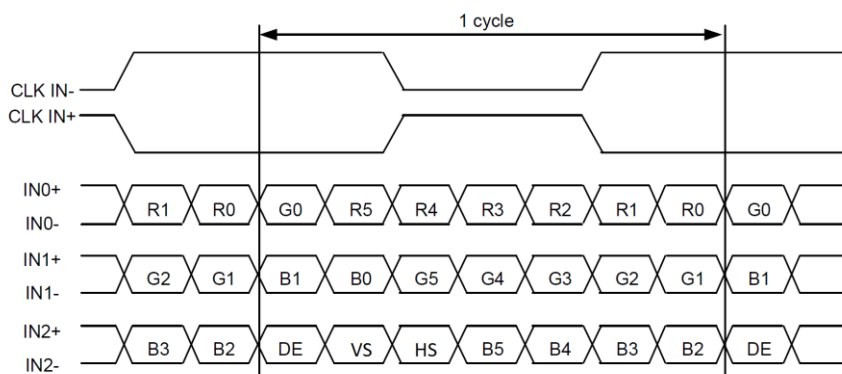 1 cycle
CLK IN-
CLK IN+
IN0+
R1 R0 G0 R5 R4 R3 R2 R1 R0 G0
IN0-
IN1+
G2 G1 B1 B0 G5 G4 G3 G2 G1 B1
IN1-
IN2+
B3 B2 DE VS HS B5 B4 B3 B2 DE
IN2-